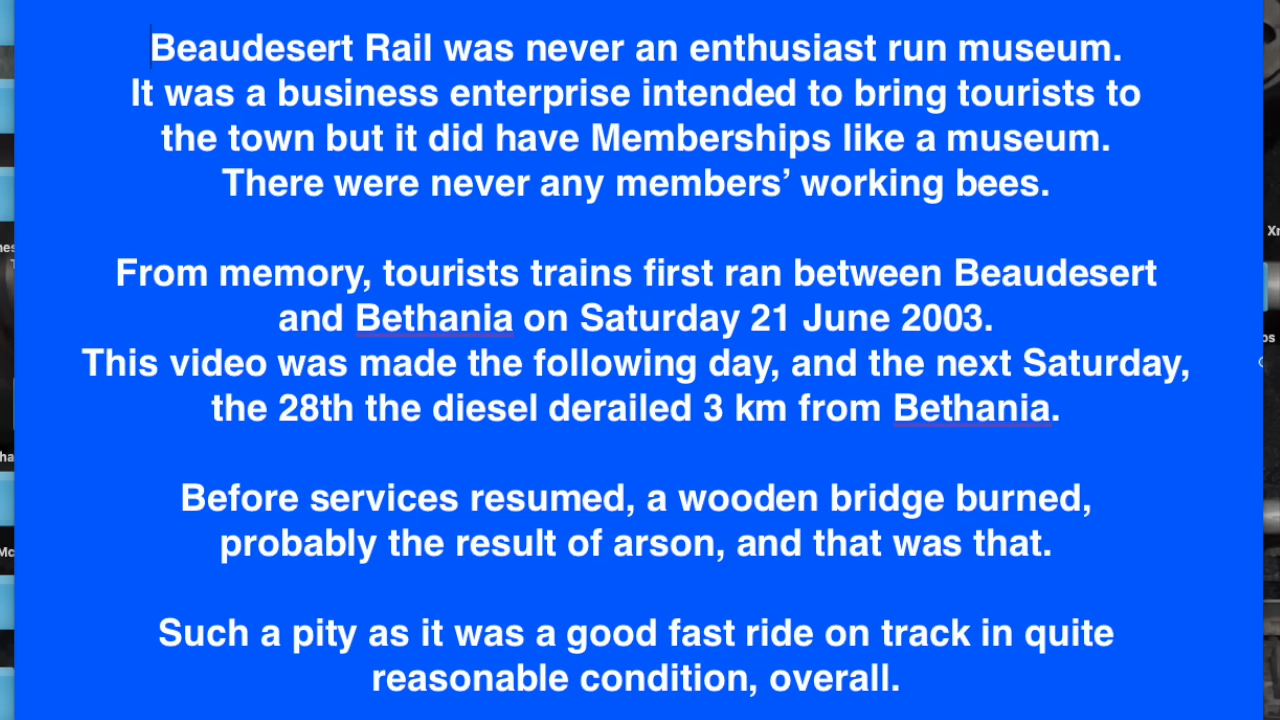 Beaudesert Rail was never an enthusiast run museum.
It was a business enterprise intended to bring tourists to
the town but it did have Memberships like a museum.
There were never any members’ working bees.
From memory, tourists trains first ran between Beaudesert
and Bethania on Saturday 21 June 2003.
This video was made the following day, and the next Saturday,
the 28th the diesel derailed 3 km from Bethania.
Before services resumed, a wooden bridge burned,
probably the result of arson, and that was that.
Such a pity as it was a good fast ride on track in quite
reasonable condition, overall.